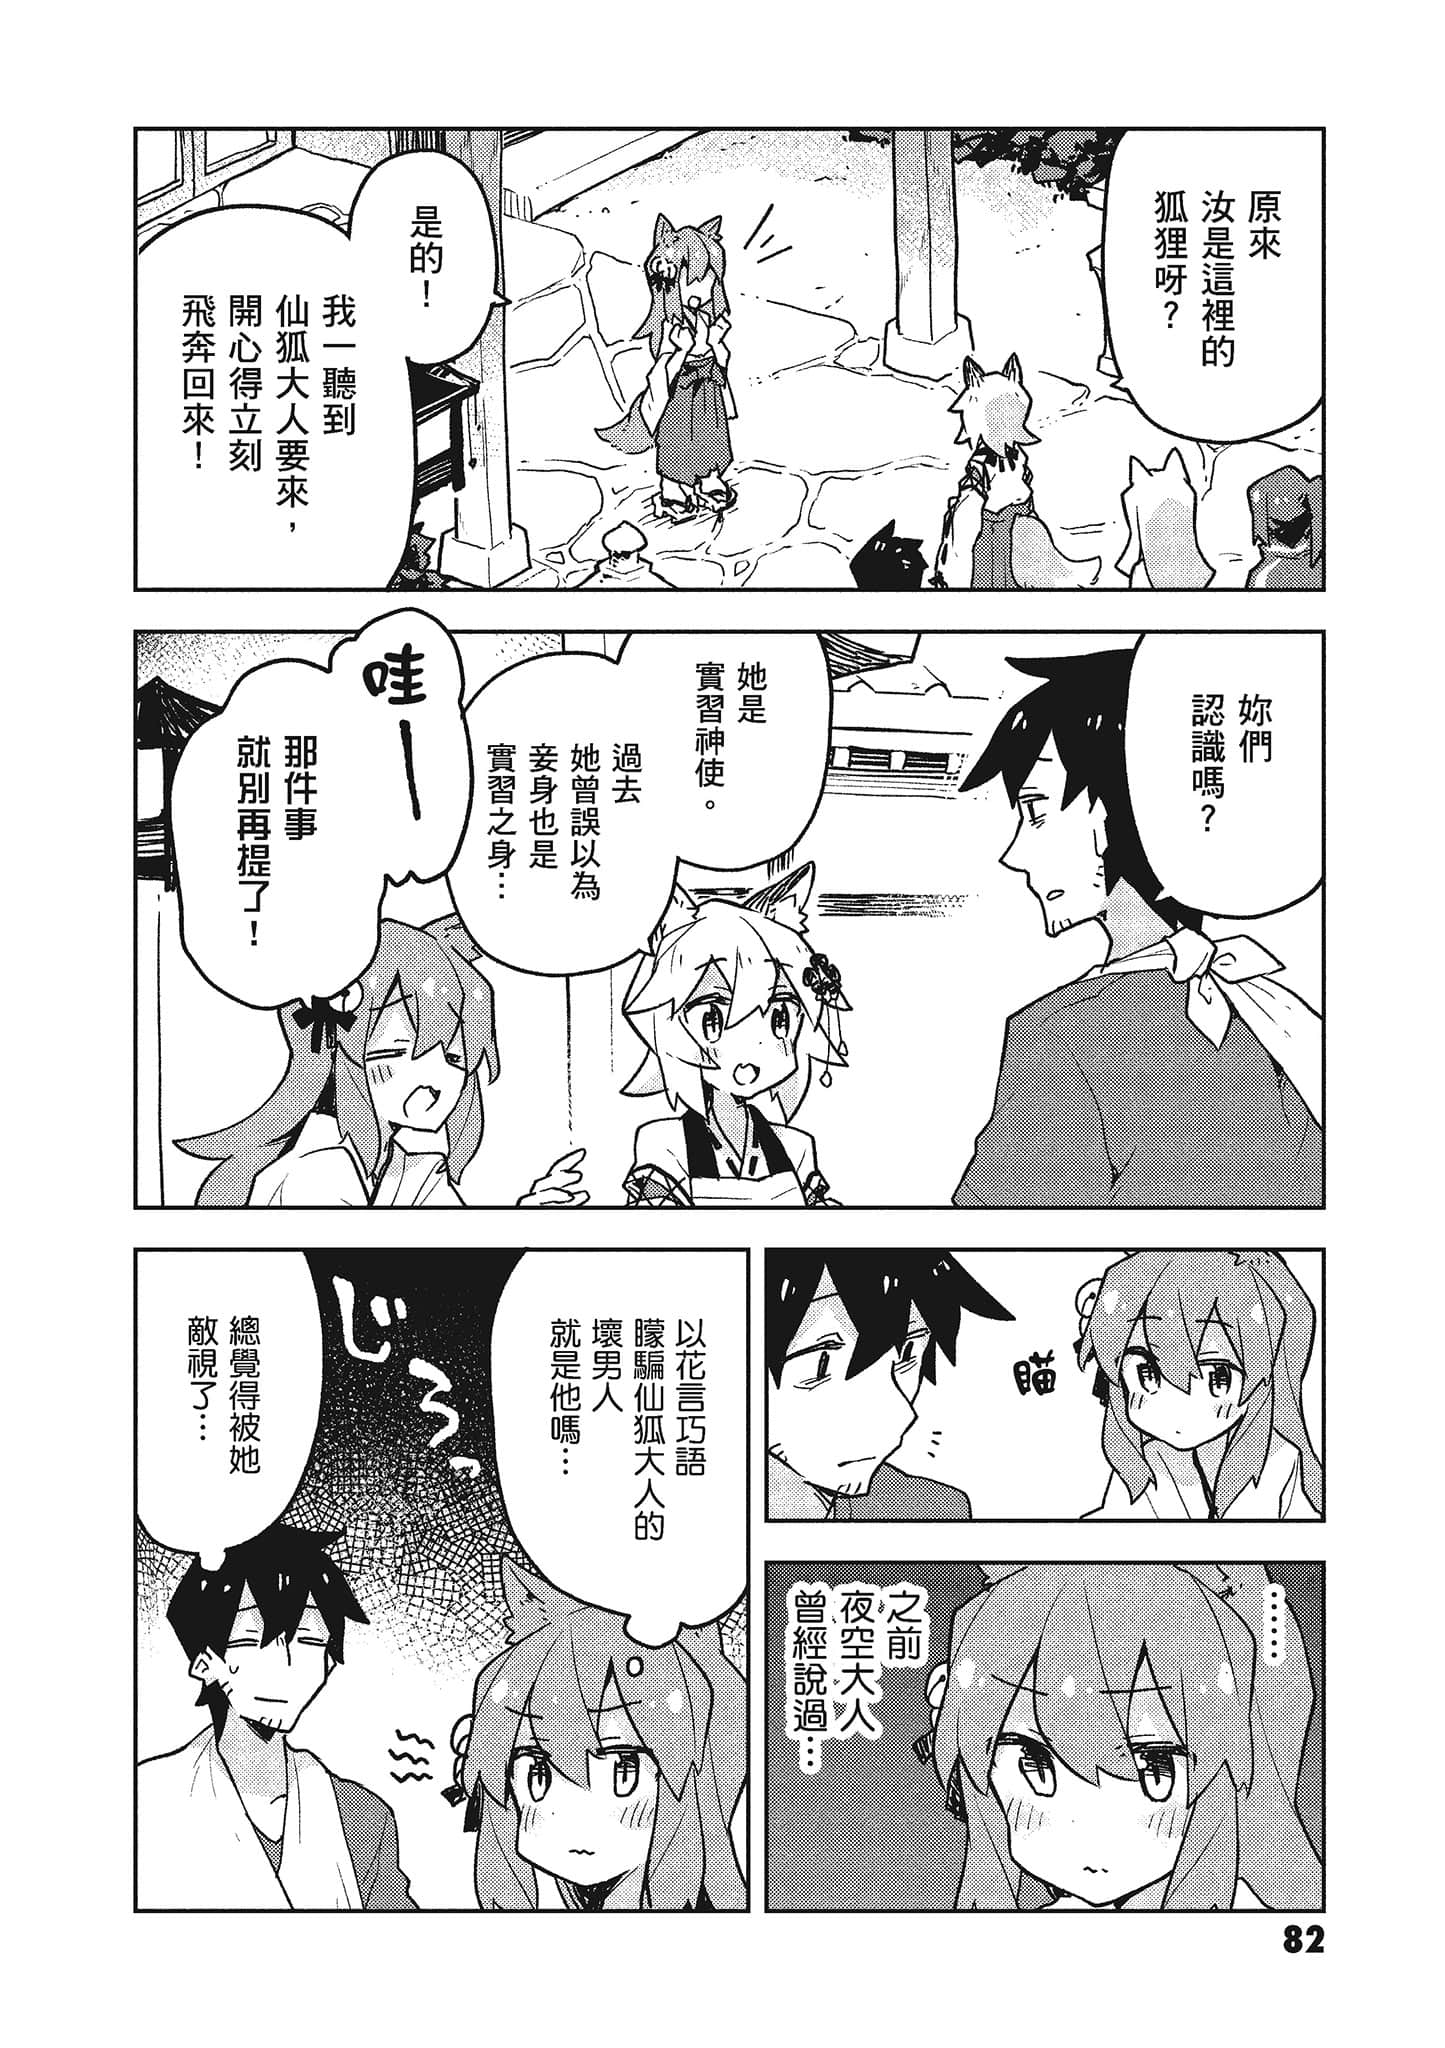 原來
汝是這裡的
狐狸呀？
是的！
我一聽到
仙狐大人要來，
開心得立刻
飛奔回來！
妳們
認識嗎？
她是
實習神使。
過去
她曾誤以為
妾身也是
實習之身…
哇——
那件事
就別再提了！
瞄
……
之前
夜空大人
曾經說過…
以花言巧語
矇騙仙狐大人的
壞男人
就是他嗎…
じろっ
總覺得被她
敵視了…
82